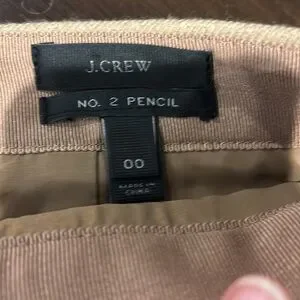 J.CREW
NO. 2 PENCIL
00
MADE IN
CHINA